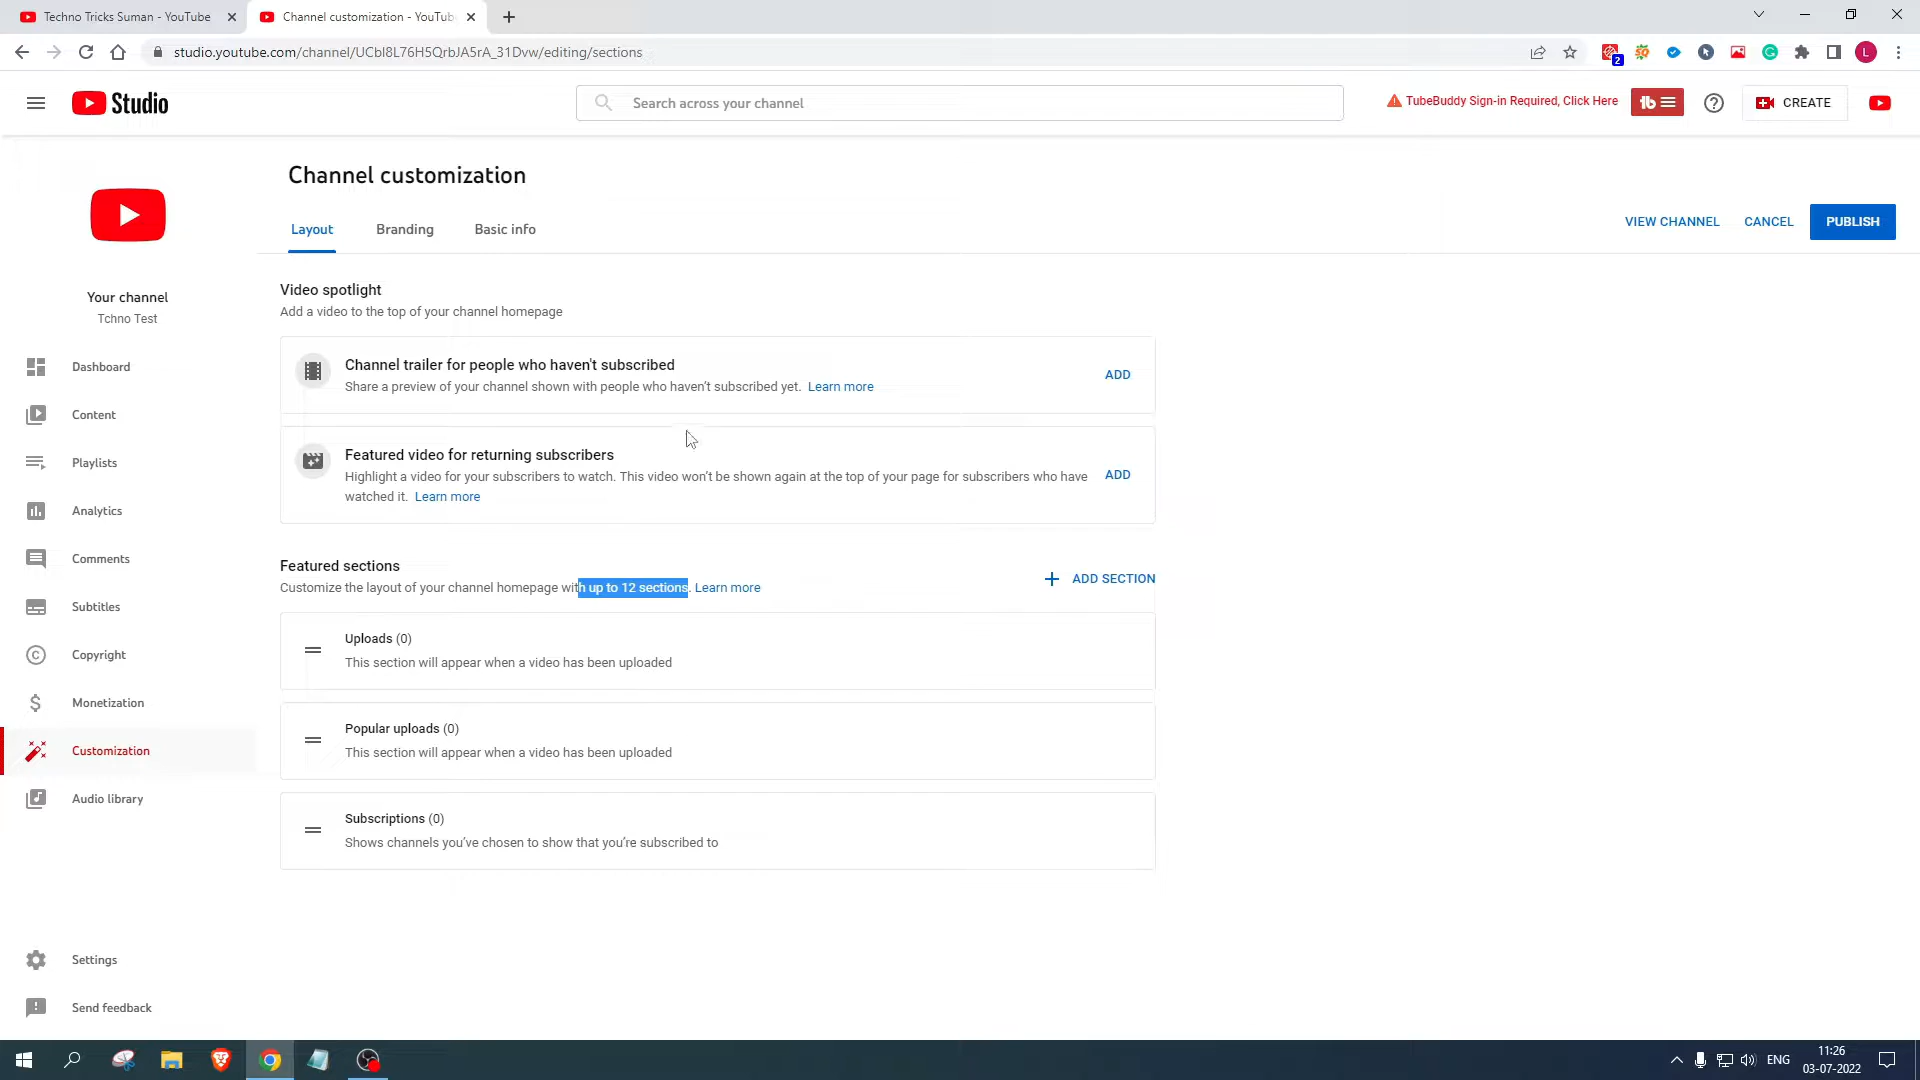 Techno Tricks Suman - YouTube
Channel customization - YouTub
studio.youtube.com/channel/UCbI8L76H5QrbJA5rA_31Dvw/editing/sections
2
L
Studio
Search across your channel
TubeBuddy Sign-in Required, Click Here
tb
CREATE
Channel customization
Layout
Branding
Basic info
VIEW CHANNEL
CANCEL
PUBLISH
Your channel
Tchno Test
Dashboard
Content
Playlists
Analytics
Comments
Subtitles
Copyright
Monetization
Customization
Audio library
Settings
Send feedback
Video spotlight
Add a video to the top of your channel homepage
Channel trailer for people who haven't subscribed
Share a preview of your channel shown with people who haven't subscribed yet. Learn more
ADD
Featured video for returning subscribers
Highlight a video for your subscribers to watch. This video won't be shown again at the top of your page for subscribers who have
watched it. Learn more
ADD
Featured sections
Customize the layout of your channel homepage with up to 12 sections. Learn more
ADD SECTION
Uploads (0)
This section will appear when a video has been uploaded
Popular uploads (0)
This section will appear when a video has been uploaded
Subscriptions (0)
Shows channels you've chosen to show that you're subscribed to
ENG
11:26
03-07-2022